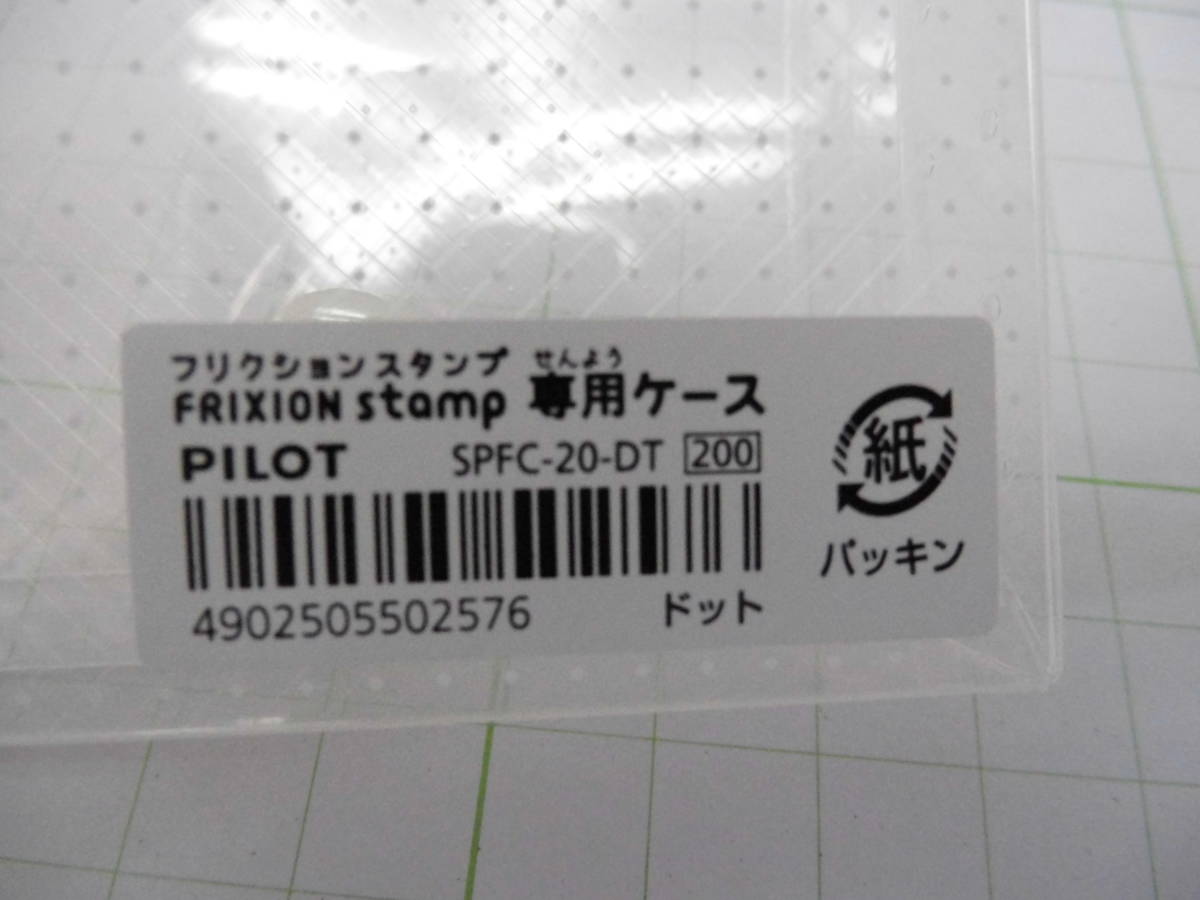 フリクションスタンプ せんよう
FRIXION stamp 専用ケース
PILOT SPFC-20-DT 200
4902505502576 ドット
紙
パッキン